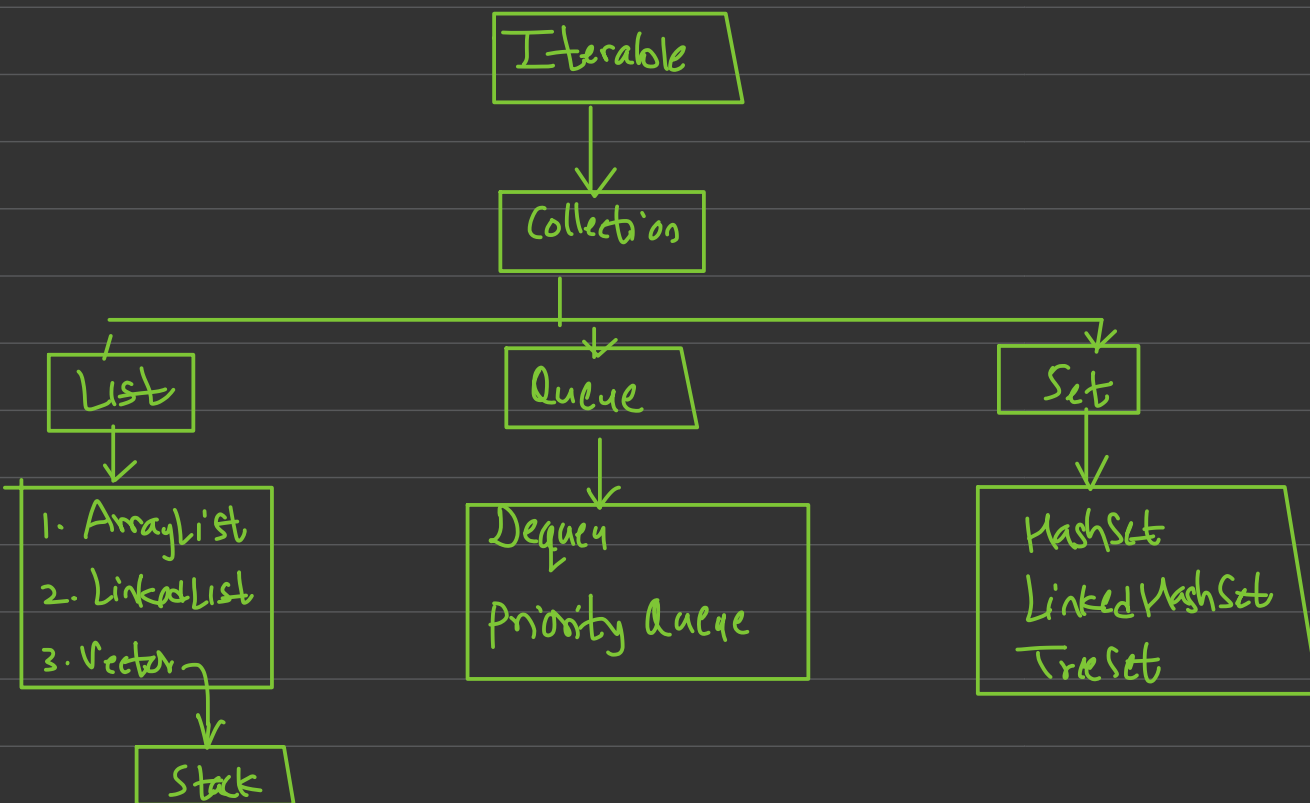 Iterable
Collection
List
Queue
Set
1. ArrayList
2. LinkedList
3. Vector
Stack
Dequeu
Priority Queue
HashSet
LinkedHashSet
TreeSet